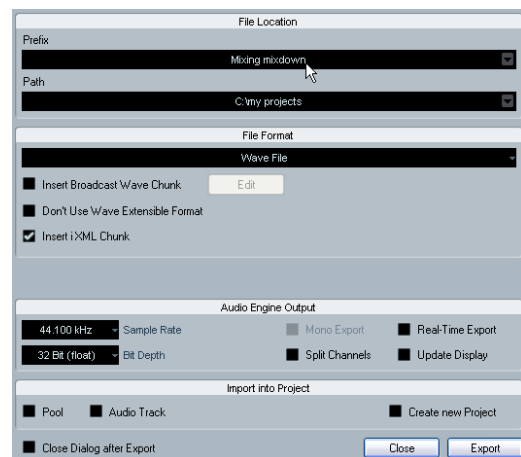 File Location
Prefix
Mixing mixdown
Path
C:\my projects
File Format
Wave File
Insert Broadcast Wave Chunk Edit
Don't Use Wave Extensible Format
Insert iXML Chunk
Audio Engine Output
44.100 kHz Sample Rate Mono Export Real-Time Export
32 Bit (float) Bit Depth Split Channels Update Display
Import into Project
Pool Audio Track Create new Project
Close Dialog after Export Close Export